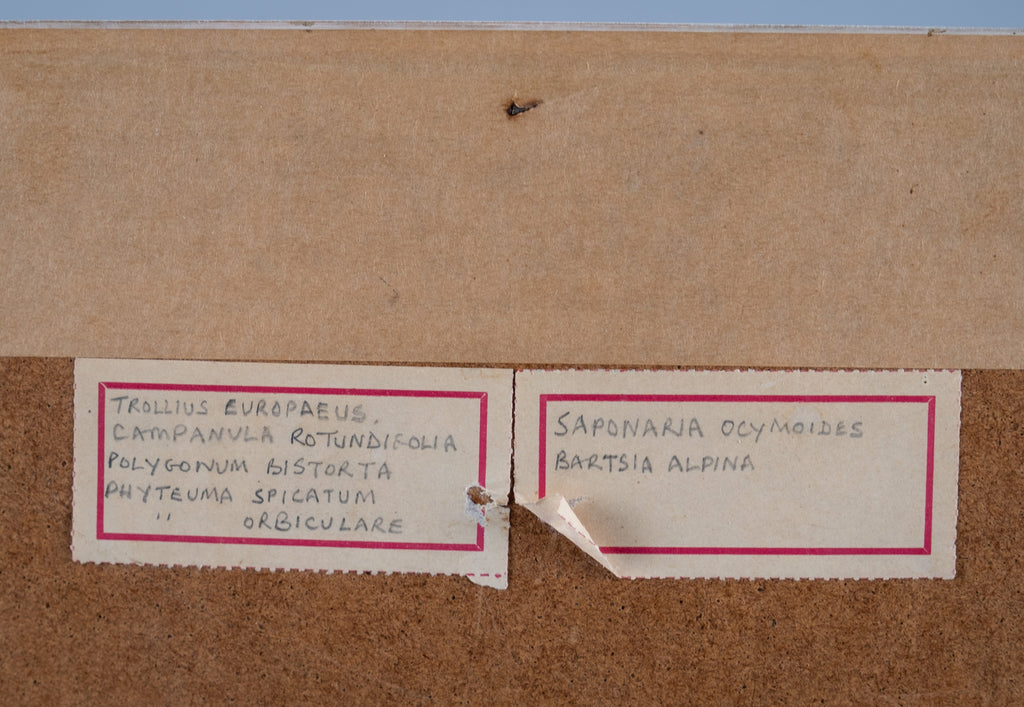 TROLLIUS EUROPAEUS.
CAMPANULA ROTUNDIFOLIA
POLYGONUM BISTORTA
PHYTEUMA SPICATUM
" ORBICULARE
SAPONARIA OCYMOIDES
BARTSIA ALPINA